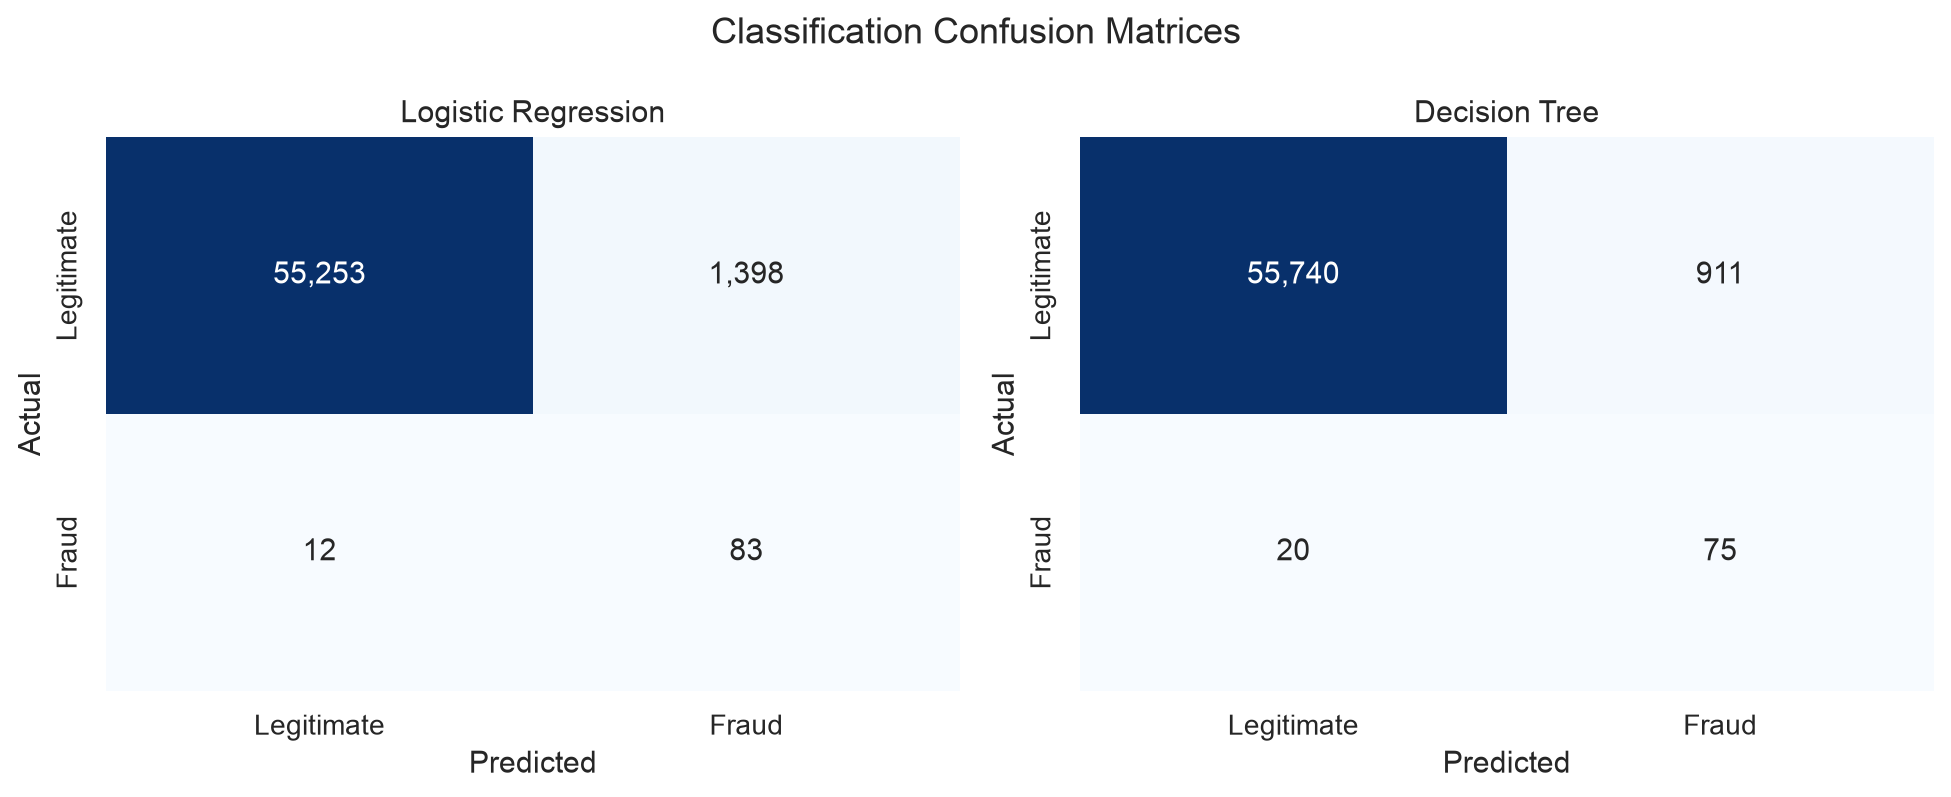 Classification Confusion Matrices
Logistic Regression
Actual
Legitimate
Fraud
55,253
1,398
12
83
Legitimate
Fraud
Predicted
Decision Tree
Actual
Legitimate
Fraud
55,740
911
20
75
Legitimate
Fraud
Predicted